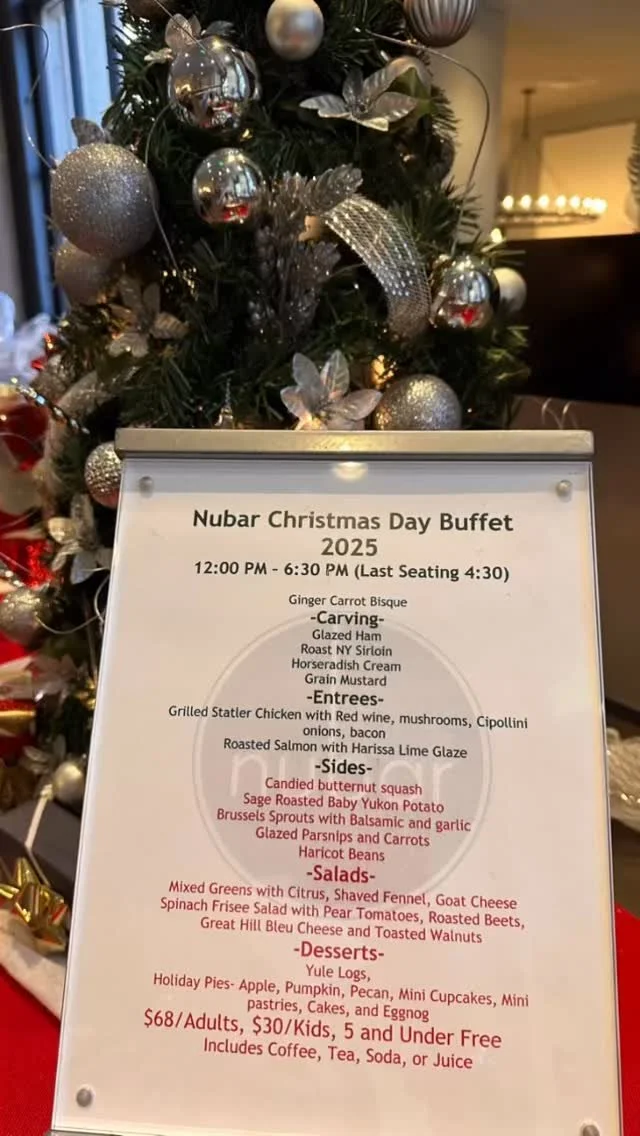 Nubar Christmas Day Buffet
2025
12:00 PM - 6:30 PM (Last Seating 4:30)
Ginger Carrot Bisque
-Carving-
Glazed Ham
Roast NY Sirloin
Horseradish Cream
Grain Mustard
-Entrees-
Grilled Statler Chicken with Red wine, mushrooms, Cipollini
onions, bacon
Roasted Salmon with Harissa Lime Glaze
-Sides-
nubar
Candied butternut squash
Sage Roasted Baby Yukon Potato
Brussels Sprouts with Balsamic and garlic
Glazed Parsnips and Carrots
Haricot Beans
-Salads-
Mixed Greens with Citrus, Shaved Fennel, Goat Cheese
Spinach Frisee Salad with Pear Tomatoes, Roasted Beets,
Great Hill Bleu Cheese and Toasted Walnuts
-Desserts-
Yule Logs,
Holiday Pies- Apple, Pumpkin, Pecan, Mini Cupcakes, Mini
pastries, Cakes, and Eggnog
$68/Adults, $30/Kids, 5 and Under Free
Includes Coffee, Tea, Soda, or Juice